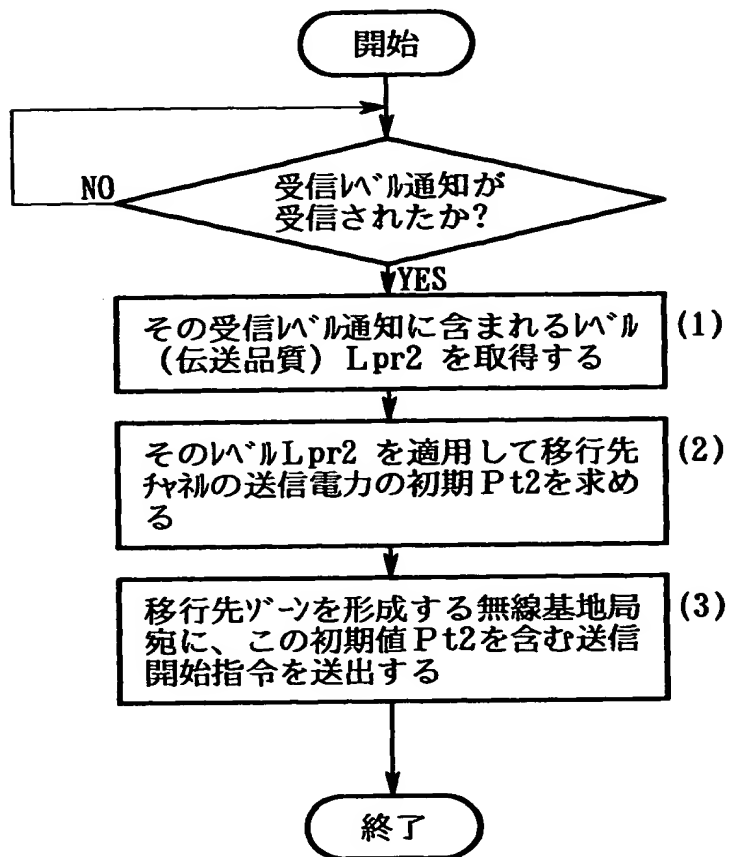 開始
NO
受信レベル通知が
受信されたか?
YES
その受信レベル通知に含まれるレベル
(伝送品質) Lpr2 を取得する
(1)
そのレベルLpr2 を適用して移行先
チャネルの送信電力の初期Pt2を求め
る
(2)
移行先ゾーンを形成する無線基地局
宛に、この初期値Pt2を含む送信
開始指令を送出する
(3)
終了